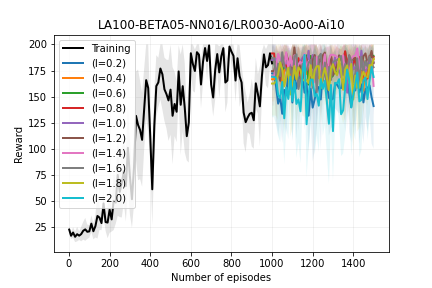 LA100-BETA05-NN016/LR0030-Ao00-Ai10
200
175
150
125
100
75
50
25
Reward
Training
(l=0.2)
(l=0.4)
(l=0.6)
(l=0.8)
(l=1.0)
(l=1.2)
(l=1.4)
(l=1.6)
(l=1.8)
(l=2.0)
0 200 400 600 800 1000 1200 1400
Number of episodes